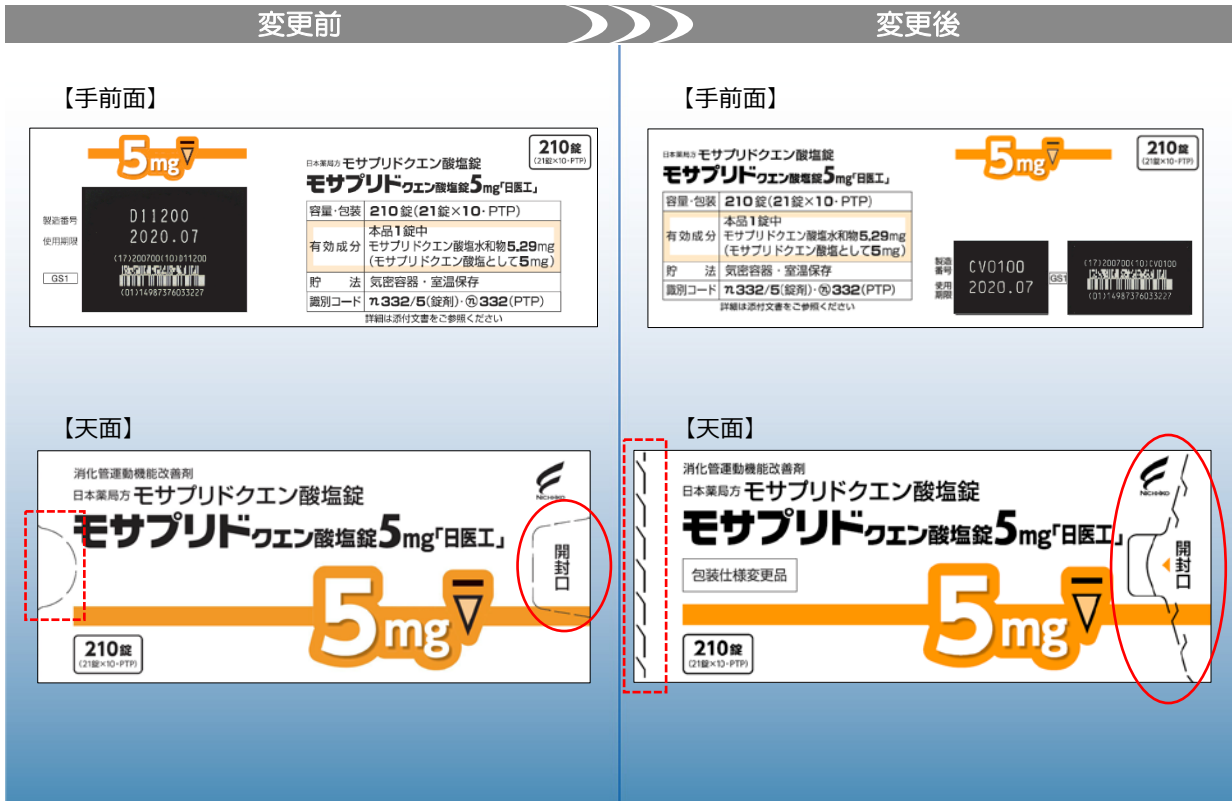 変更前
変更後
【手前面】
5mg
210錠
(21錠×10・PTP)
日本薬局方 モサプリドクエン酸塩錠
モサプリドクエン酸塩錠5mg「日医工」
製造番号
使用期限
GS1
D11200
2020.07
(17)200700(10)D11200
(01)14987376033227
容量・包装 210錠(21錠×10・PTP)
有効成分
本品1錠中
モサプリドクエン酸塩水和物5.29mg
(モサプリドクエン酸塩として5mg)
貯 法 気密容器・室温保存
識別コード n332/5(錠剤)・n332(PTP)
詳細は添付文書をご参照ください
【手前面】
日本薬局方 モサプリドクエン酸塩錠
モサプリドクエン酸塩錠5mg「日医工」
5mg
210錠
(21錠×10・PTP)
容量・包装 210錠(21錠×10・PTP)
有効成分
本品1錠中
モサプリドクエン酸塩水和物5.29mg
(モサプリドクエン酸塩として5mg)
貯 法 気密容器・室温保存
識別コード n332/5(錠剤)・n332(PTP)
詳細は添付文書をご参照ください
製造番号
使用期限
CV0100
2020.07
GS1
(17)200700(10)CV0100
(01)14987376033227
【天面】
消化管運動機能改善剤
日本薬局方 モサプリドクエン酸塩錠
モサプリドクエン酸塩錠5mg「日医工」
NICHIIKO
開封口
5mg
210錠
(21錠×10・PTP)
【天面】
消化管運動機能改善剤
日本薬局方 モサプリドクエン酸塩錠
モサプリドクエン酸塩錠5mg「日医工」
NICHIIKO
開封口
包装仕様変更品
5mg
210錠
(21錠×10・PTP)